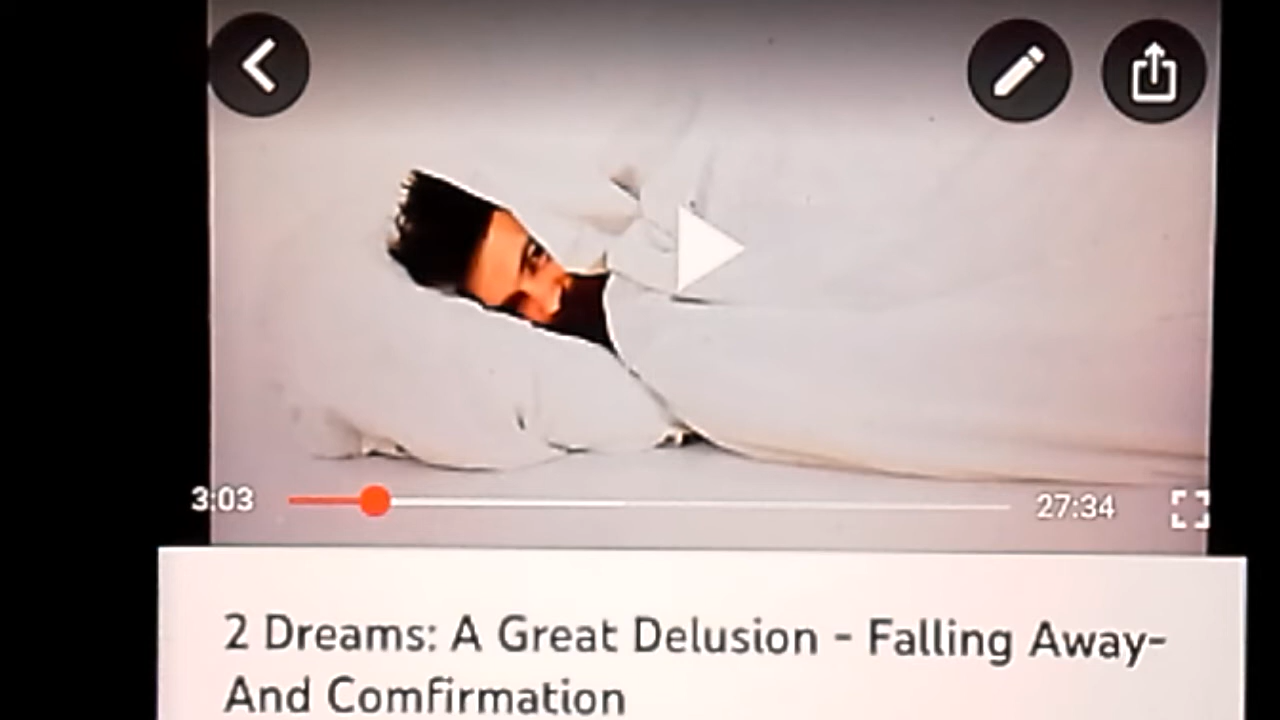 3:03
27:34
2 Dreams: A Great Delusion - Falling Away-
And Comfirmation